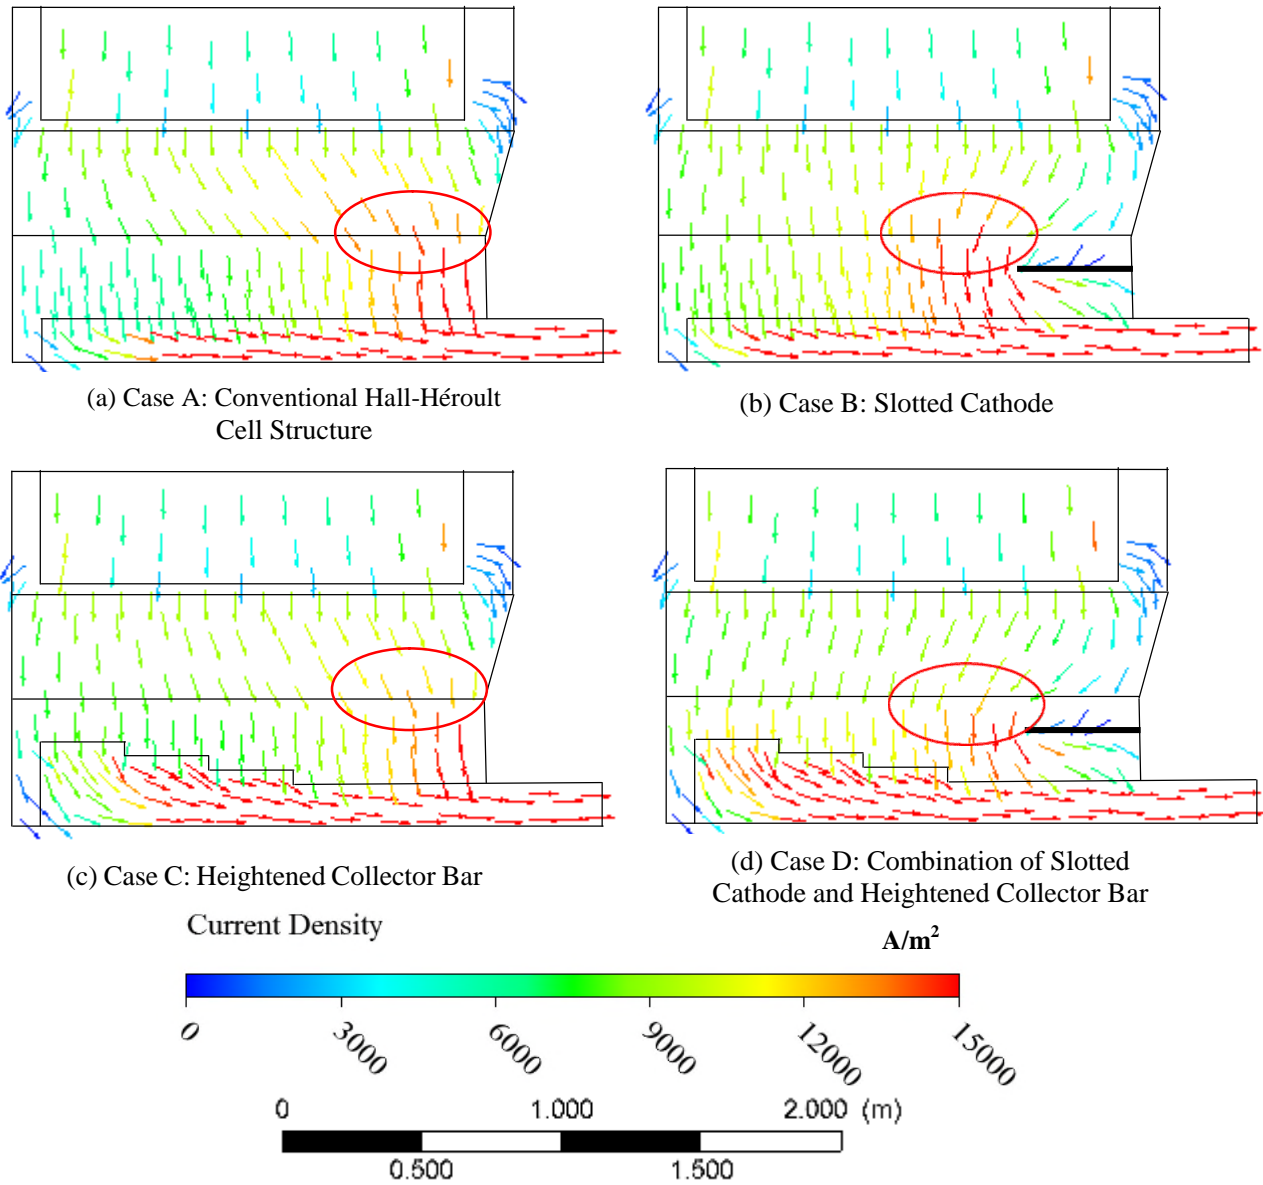 (a) Case A: Conventional Hall-Héroult
Cell Structure
(b) Case B: Slotted Cathode
(c) Case C: Heightened Collector Bar
(d) Case D: Combination of Slotted
Cathode and Heightened Collector Bar
Current Density
A/m²
0 3000 6000 9000 12000 15000
0 1.000 2.000 (m)
0.500 1.500